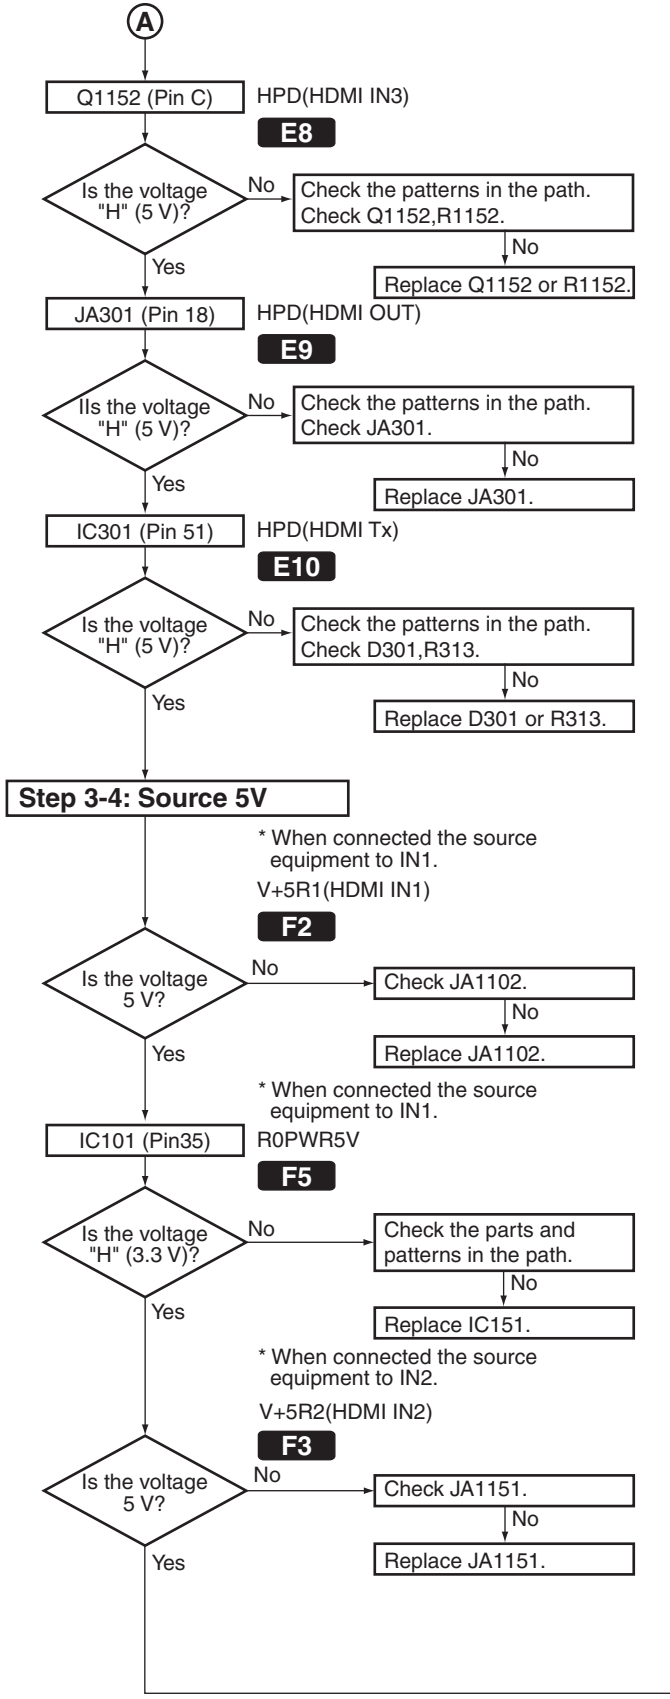 A
Q1152 (Pin C)
HPD(HDMI IN3)
E8
Is the voltage
"H" (5 V)?
No
Check the patterns in the path.
Check Q1152,R1152.
No
Replace Q1152 or R1152.
Yes
JA301 (Pin 18)
HPD(HDMI OUT)
E9
IIs the voltage
"H" (5 V)?
No
Check the patterns in the path.
Check JA301.
No
Replace JA301.
Yes
IC301 (Pin 51)
HPD(HDMI Tx)
E10
Is the voltage
"H" (5 V)?
No
Check the patterns in the path.
Check D301,R313.
No
Replace D301 or R313.
Yes
Step 3-4: Source 5V
* When connected the source
equipment to IN1.
V+5R1(HDMI IN1)
F2
Is the voltage
5 V?
No
Check JA1102.
No
Replace JA1102.
Yes
* When connected the source
equipment to IN1.
IC101 (Pin35)
R0PWR5V
F5
Is the voltage
"H" (3.3 V)?
No
Check the parts and
patterns in the path.
No
Replace IC151.
Yes
* When connected the source
equipment to IN2.
V+5R2(HDMI IN2)
F3
Is the voltage
5 V?
No
Check JA1151.
No
Replace JA1151.
Yes